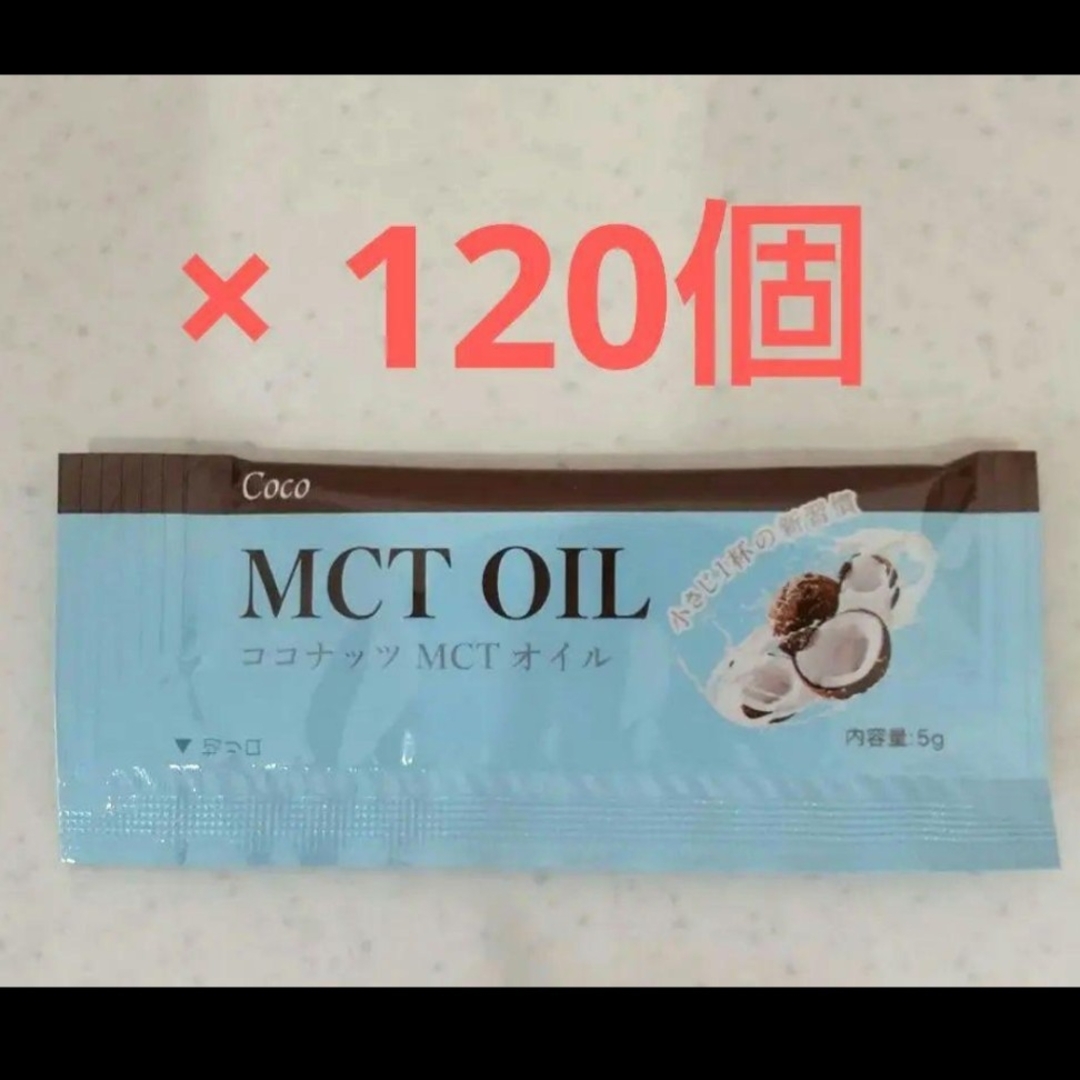 × 120個
Coco
MCT OIL
ココナッツ MCT オイル
小さじ1杯の新習慣
▼ 切り口
内容量:5g